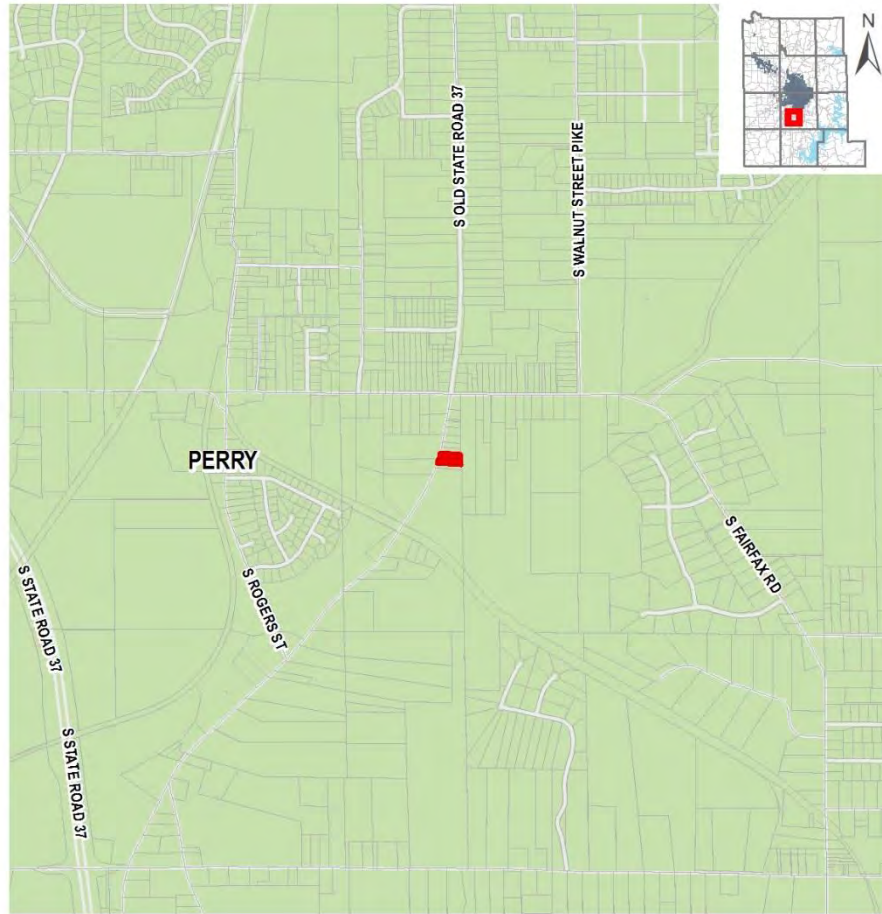 N
S OLD STATE ROAD 37
S WALNUT STREET PIKE
PERRY
S FAIRFAX RD
S STATE ROAD 37
S ROGERS ST
S STATE ROAD 37